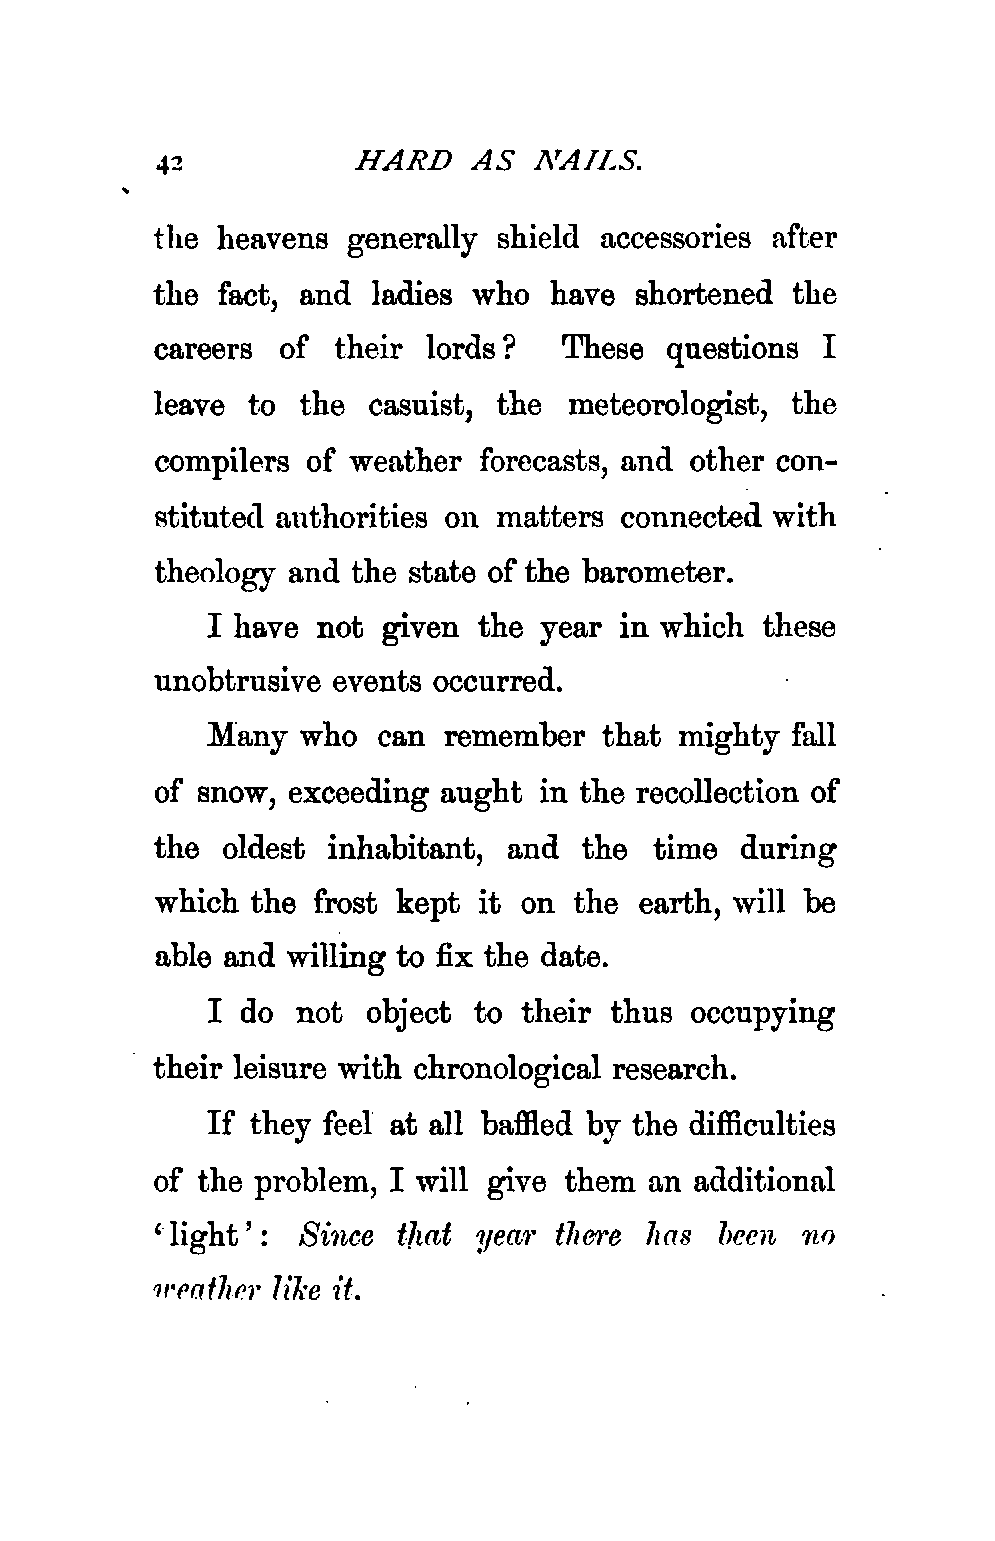 42 HARD AS NAILS.
the heavens generally shield accessories after
the fact, and ladies who have shortened the
careers of their lords? These questions I
leave to the casuist, the meteorologist, the
compilers of weather forecasts, and other con-
stituted authorities on matters connected with
theology and the state of the barometer.
I have not given the year in which these
unobtrusive events occurred.
Many who can remember that mighty fall
of snow, exceeding aught in the recollection of
the oldest inhabitant, and the time during
which the frost kept it on the earth, will be
able and willing to fix the date.
I do not object to their thus occupying
their leisure with chronological research.
If they feel at all baffled by the difficulties
of the problem, I will give them an additional
‘light’: Since that year there has been no
weather like it.